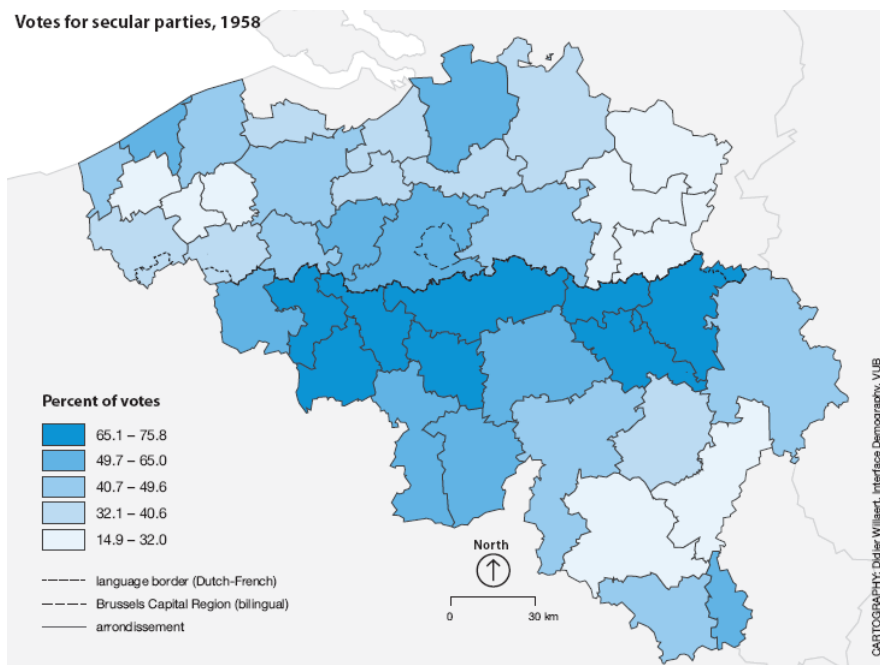 Votes for secular parties, 1958
Percent of votes
65.1 – 75.8
49.7 – 65.0
40.7 – 49.6
32.1 – 40.6
14.9 – 32.0
language border (Dutch–French)
Brussels Capital Region (bilingual)
arrondissement
North
0 30 km
CARTOGRAPHY: Didier Willaert, Interface Demography, VUB